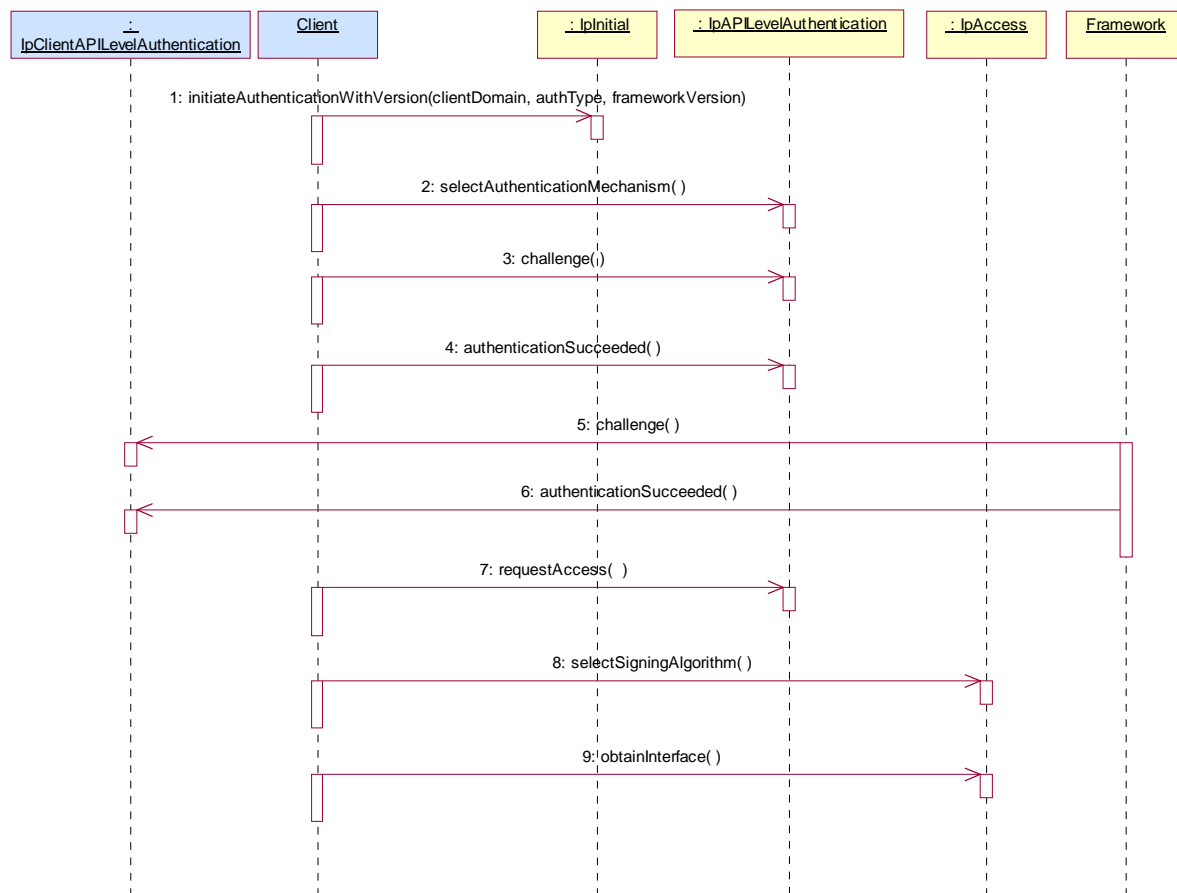 :
IpClientAPILevelAuthentication
Client
: IpInitial
: IpAPILevelAuthentication
: IpAccess
Framework
1: initiateAuthenticationWithVersion(clientDomain, authType, frameworkVersion)
2: selectAuthenticationMechanism( )
3: challenge( )
4: authenticationSucceeded( )
5: challenge( )
6: authenticationSucceeded( )
7: requestAccess(  )
8: selectSigningAlgorithm( )
9: obtainInterface( )